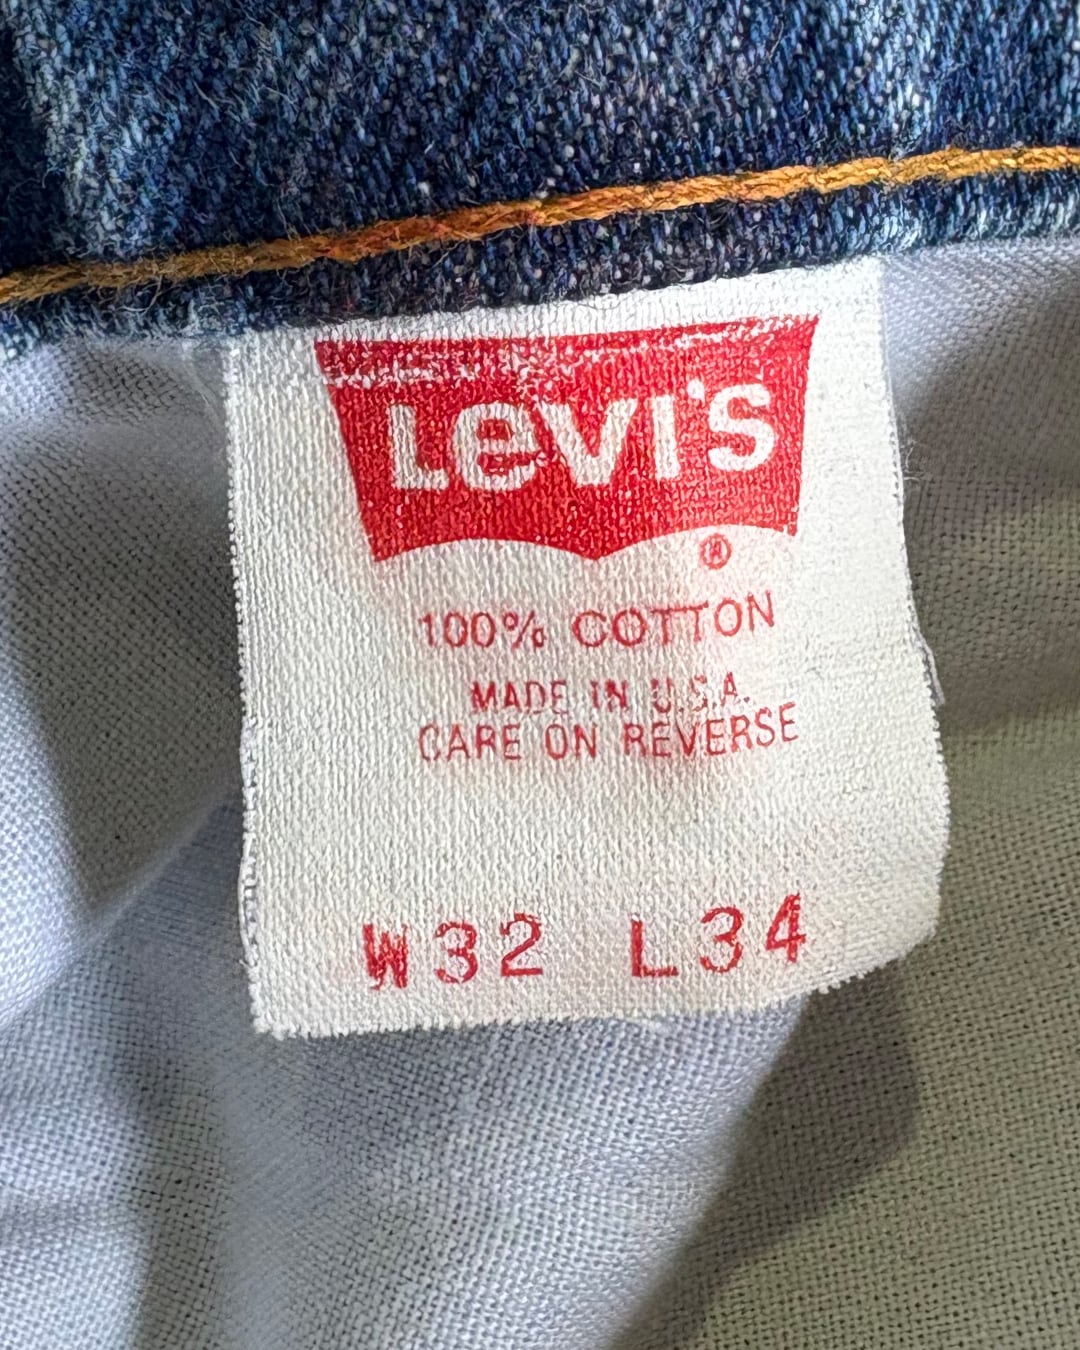 LeVI'S
®
100% COTTON
MADE IN U.S.A.
CARE ON REVERSE
W32 L34